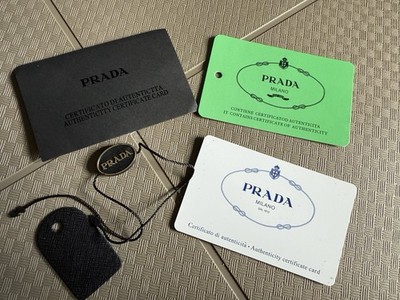 PRADA
CERTIFICATO DI AUTENTICITÀ
AUTHENTICITY CERTIFICATE CARD
PRADA
MILANO
CONTIENE CERTIFICATO DI AUTENTICITÀ
IT CONTAINS CERTIFICATE OF AUTHENTICITY
PRADA
PRADA
MILANO
Certificato di autenticità - Authenticity certificate card